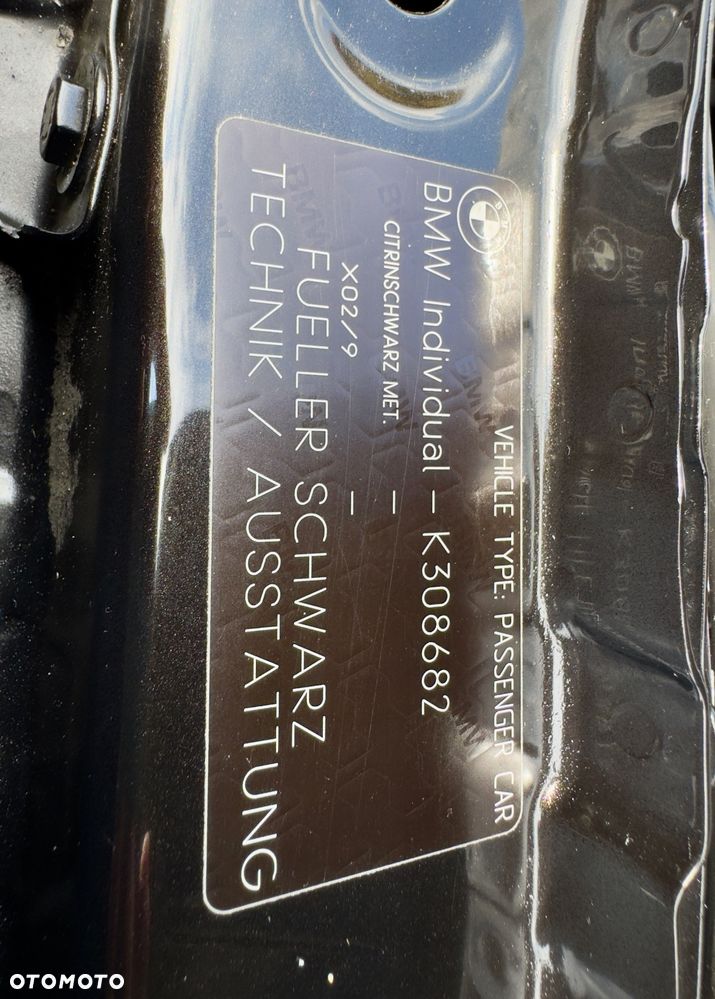 VEHICLE TYPE: PASSENGER CAR
BMW Individual – K308682
CITRINSCHWARZ MET. –
X02/9 –
FUELLER SCHWARZ
TECHNIK / AUSSTATTUNG
OTOMOTO